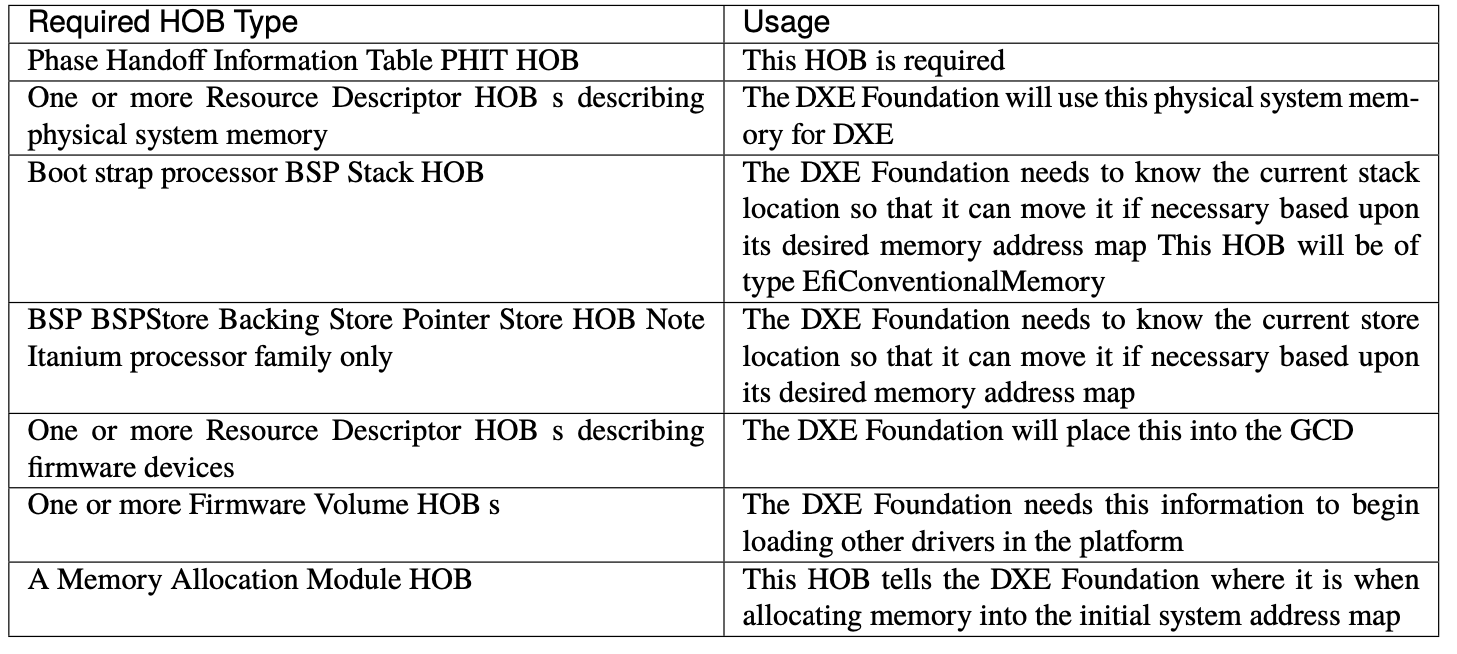 Required HOB Type
Usage
Phase Handoff Information Table PHIT HOB
This HOB is required
One or more Resource Descriptor HOB s describing
physical system memory
The DXE Foundation will use this physical system mem-
ory for DXE
Boot strap processor BSP Stack HOB
The DXE Foundation needs to know the current stack
location so that it can move it if necessary based upon
its desired memory address map This HOB will be of
type EfiConventionalMemory
BSP BSPStore Backing Store Pointer Store HOB Note
Itanium processor family only
The DXE Foundation needs to know the current store
location so that it can move it if necessary based upon
its desired memory address map
One or more Resource Descriptor HOB s describing
firmware devices
The DXE Foundation will place this into the GCD
One or more Firmware Volume HOB s
The DXE Foundation needs this information to begin
loading other drivers in the platform
A Memory Allocation Module HOB
This HOB tells the DXE Foundation where it is when
allocating memory into the initial system address map